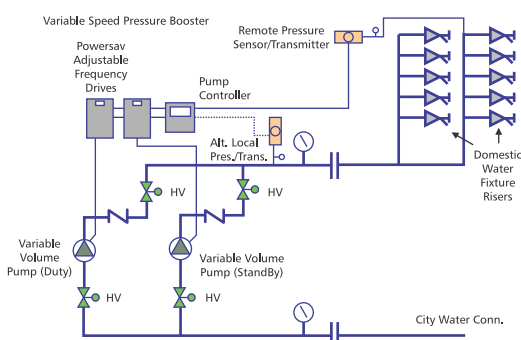 Variable Speed Pressure Booster
Remote Pressure
Sensor/Transmitter
Powersav
Adjustable
Frequency
Drives
Pump
Controller
Alt. Local
Pres./Trans.
Domestic
Water
Fixture
Risers
HV
HV
Variable
Volume
Pump (Duty)
Variable Volume
Pump (StandBy)
HV
HV
City Water Conn.